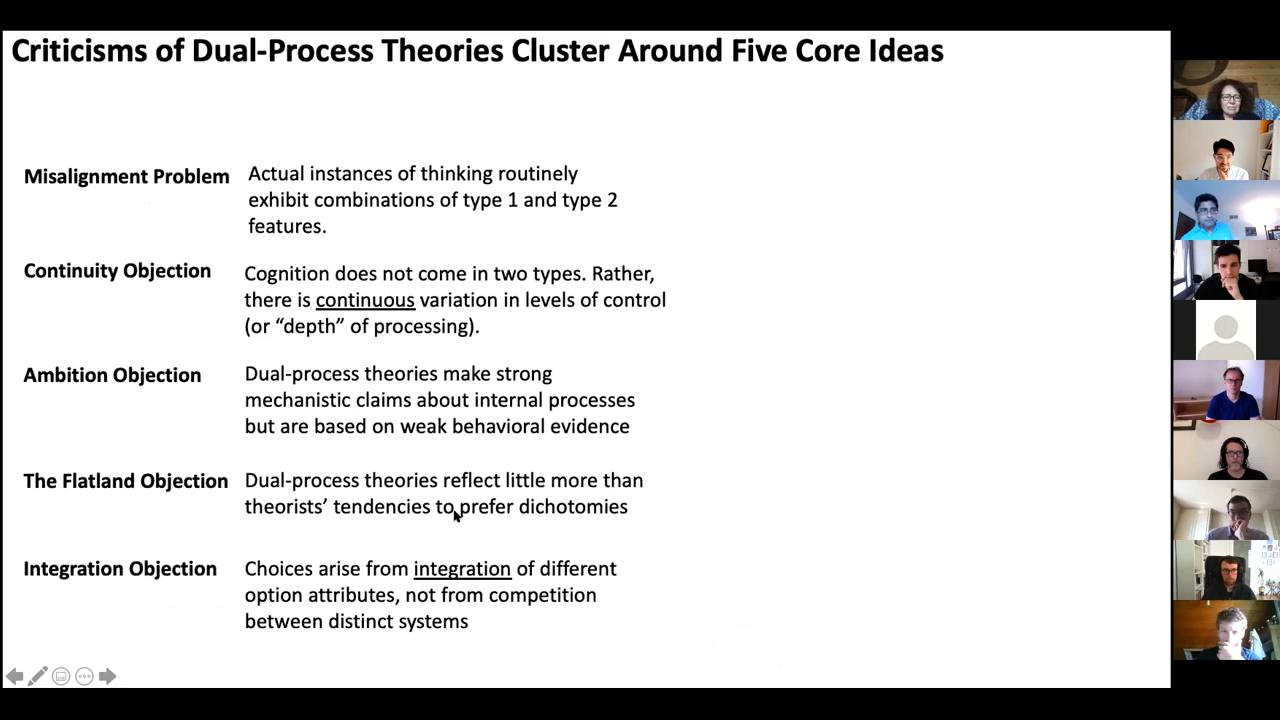 Criticisms of Dual-Process Theories Cluster Around Five Core Ideas
Misalignment Problem
Actual instances of thinking routinely
exhibit combinations of type 1 and type 2
features.
Continuity Objection
Cognition does not come in two types. Rather,
there is continuous variation in levels of control
(or “depth” of processing).
Ambition Objection
Dual-process theories make strong
mechanistic claims about internal processes
but are based on weak behavioral evidence
The Flatland Objection
Dual-process theories reflect little more than
theorists’ tendencies to prefer dichotomies
Integration Objection
Choices arise from integration of different
option attributes, not from competition
between distinct systems